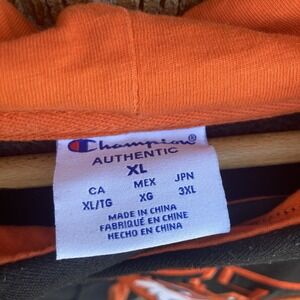 Champion
AUTHENTIC
XL
CA MEX JPN
XL/TG XG 3XL
MADE IN CHINA
FABRIQUÉ EN CHINE
HECHO EN CHINA